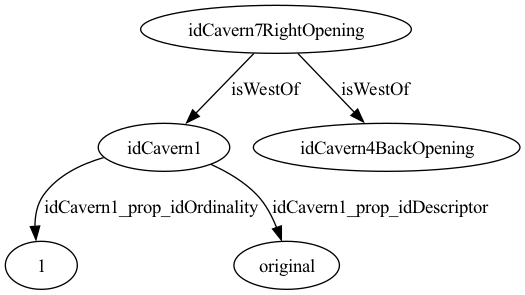 idCavern7RightOpening
isWestOf
isWestOf
idCavern1
idCavern4BackOpening
idCavern1_prop_idOrdinality
idCavern1_prop_idDescriptor
1
original